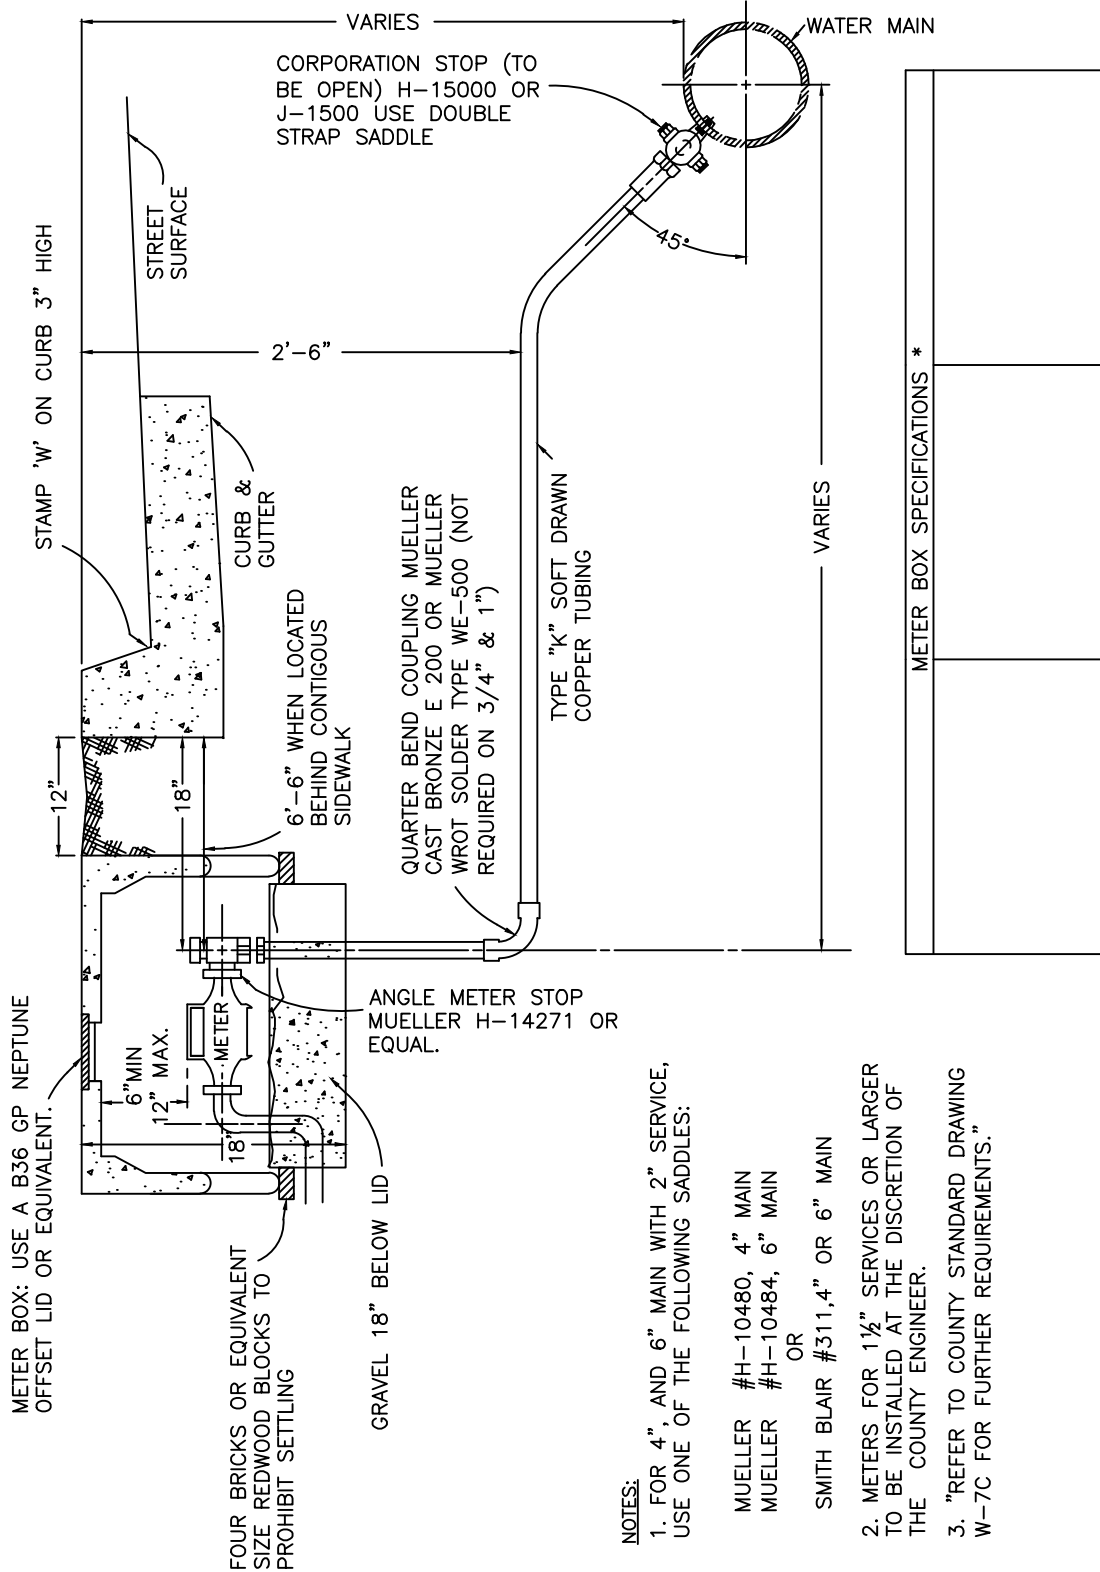 VARIES
WATER MAIN
CORPORATION STOP (TO
BE OPEN) H-15000 OR
J-1500 USE DOUBLE
STRAP SADDLE
45°
STREET
SURFACE
STAMP 'W' ON CURB 3" HIGH
2'-6"
CURB &
GUTTER
VARIES
TYPE "K" SOFT DRAWN
COPPER TUBING
QUARTER BEND COUPLING MUELLER
CAST BRONZE E 200 OR MUELLER
WROT SOLDER TYPE WE-500 (NOT
REQUIRED ON 3/4" & 1")
12"
18"
6'-6" WHEN LOCATED
BEHIND CONTIGOUS
SIDEWALK
METER BOX: USE A B36 GP NEPTUNE
OFFSET LID OR EQUIVALENT.
6"MIN
12" MAX.
METER
18"
ANGLE METER STOP
MUELLER H-14271 OR
EQUAL.
FOUR BRICKS OR EQUIVALENT
SIZE REDWOOD BLOCKS TO
PROHIBIT SETTLING
GRAVEL 18" BELOW LID
METER BOX SPECIFICATIONS *
NOTES:
1. FOR 4", AND 6" MAIN WITH 2" SERVICE,
USE ONE OF THE FOLLOWING SADDLES:
MUELLER #H-10480, 4" MAIN
MUELLER #H-10484, 6" MAIN
OR
SMITH BLAIR #311,4" OR 6" MAIN
2. METERS FOR 1½" SERVICES OR LARGER
TO BE INSTALLED AT THE DISCRETION OF
THE COUNTY ENGINEER.
3. "REFER TO COUNTY STANDARD DRAWING
W-7C FOR FURTHER REQUIREMENTS."